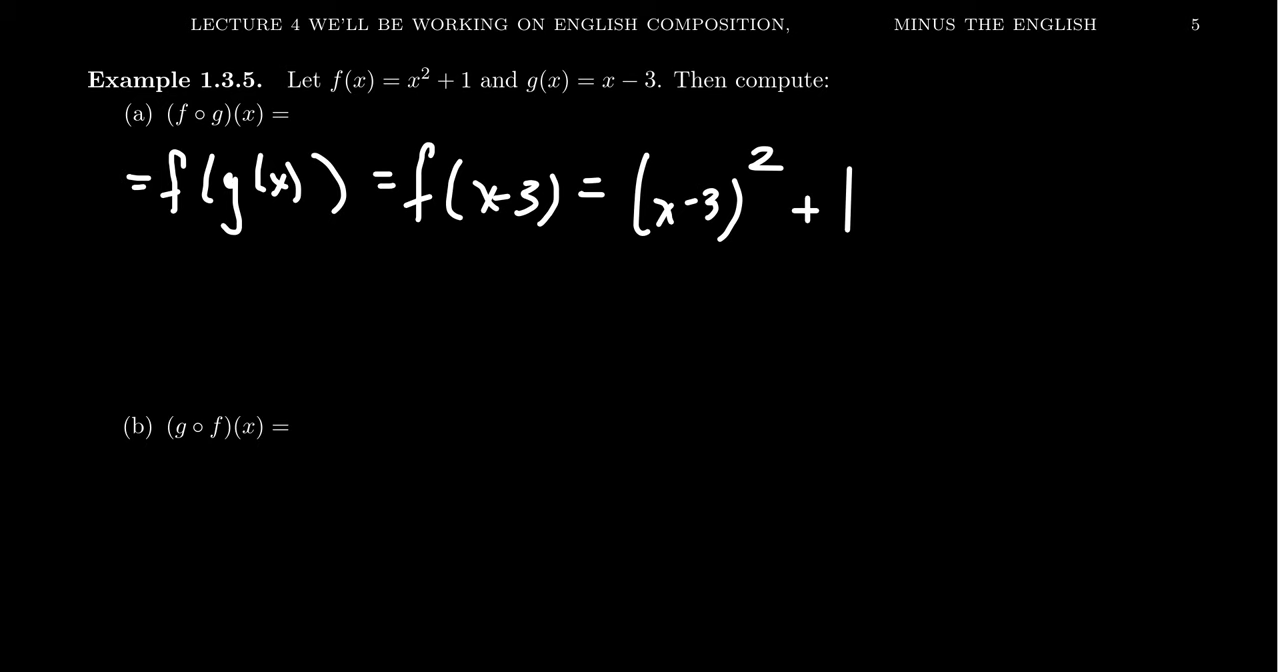 LECTURE 4 WE'LL BE WORKING ON ENGLISH COMPOSITION, MINUS THE ENGLISH 5
Example 1.3.5. Let f(x) = x² + 1 and g(x) = x − 3. Then compute:
(a) (f ∘ g)(x) =
= f(g(x)) = f(x-3) = (x-3)² + 1
(b) (g ∘ f)(x) =